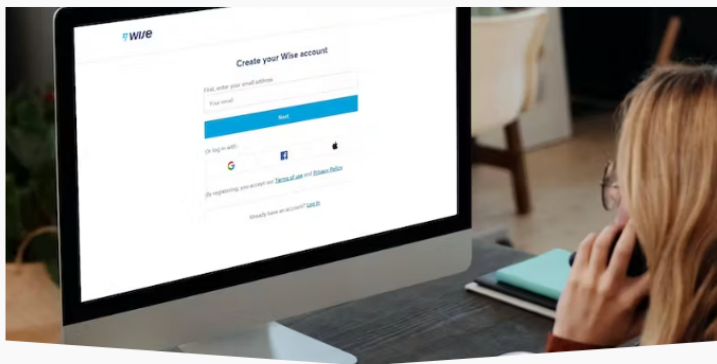 wise
Create your Wise account
First, enter your email address
Your email
Next
Or log in with
By registering, you accept our Terms of use and Privacy Policy
Already have an account? Log in